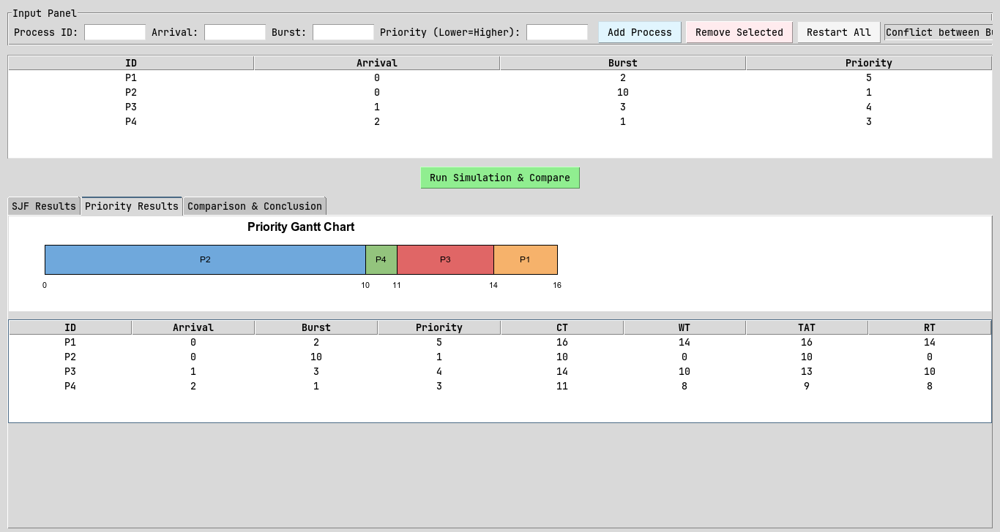 Input Panel
Process ID: Arrival: Burst: Priority (Lower=Higher): Add Process Remove Selected Restart All Conflict between
ID Arrival Burst Priority
P1 0 2 5
P2 0 10 1
P3 1 3 4
P4 2 1 3
Run Simulation & Compare
SJF Results Priority Results Comparison & Conclusion
Priority Gantt Chart
P2 P4 P3 P1
0 10 11 14 16
ID Arrival Burst Priority CT WT TAT RT
P1 0 2 5 16 14 16 14
P2 0 10 1 10 0 10 0
P3 1 3 4 14 10 13 10
P4 2 1 3 11 8 9 8